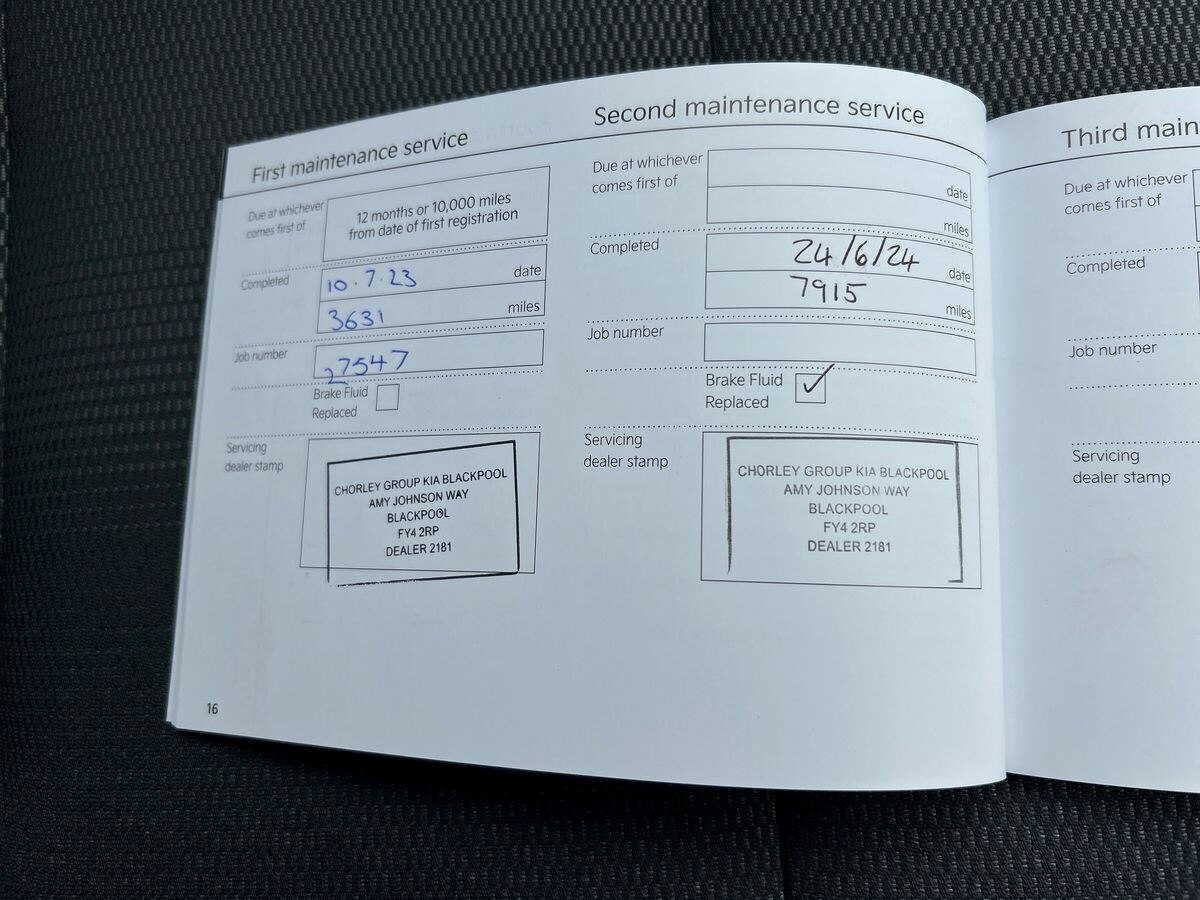 First maintenance service
Due at whichever
comes first of
12 months or 10,000 miles
from date of first registration
Completed
10.7.23 date
3631 miles
Job number
27547
Brake Fluid
Replaced
Servicing
dealer stamp
CHORLEY GROUP KIA BLACKPOOL
AMY JOHNSON WAY
BLACKPOOL
FY4 2RP
DEALER 2181
16
Second maintenance service
Due at whichever
comes first of
date
miles
Completed
24/6/24 date
7915 miles
Job number
Brake Fluid
Replaced ✓
Servicing
dealer stamp
CHORLEY GROUP KIA BLACKPOOL
AMY JOHNSON WAY
BLACKPOOL
FY4 2RP
DEALER 2181
Third main
Due at whichever
comes first of
Completed
Job number
Servicing
dealer stamp